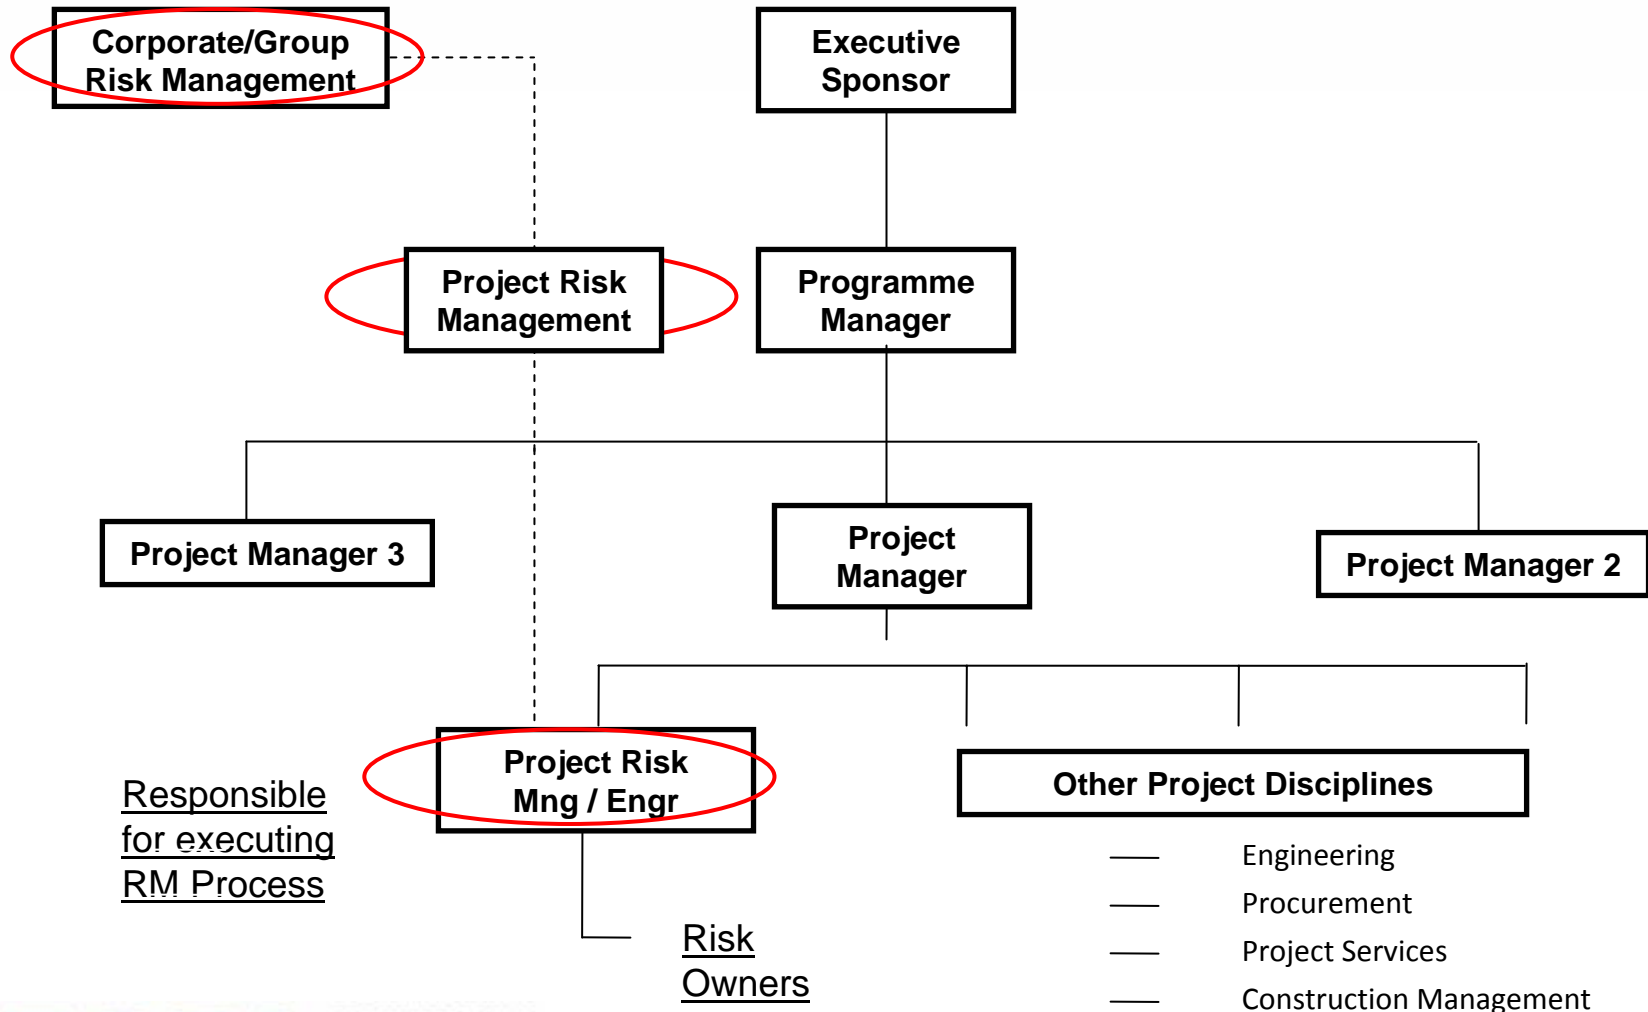 Corporate/Group
Risk Management
Executive
Sponsor
Project Risk
Management
Programme
Manager
Project Manager 3
Project
Manager
Project Manager 2
Project Risk
Mng / Engr
Other Project Disciplines
Responsible
for executing
RM Process
Risk
Owners
Engineering
Procurement
Project Services
Construction Management